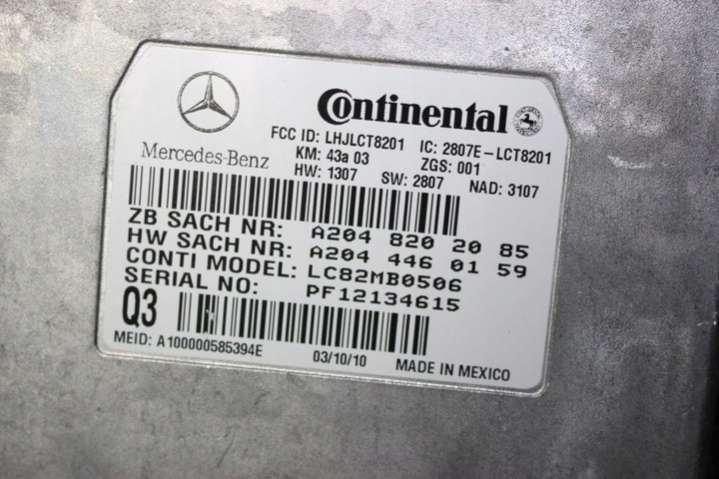 Continental
Mercedes-Benz
FCC ID: LHJLCT8201 IC: 2807E-LCT8201
KM: 43a 03 ZGS: 001
HW: 1307 SW: 2807 NAD: 3107
ZB SACH NR: A204 820 20 85
HW SACH NR: A204 446 01 59
CONTI MODEL: LC82MB0506
SERIAL NO: PF12134615
Q3
MEID: A100000585394E 03/10/10 MADE IN MEXICO